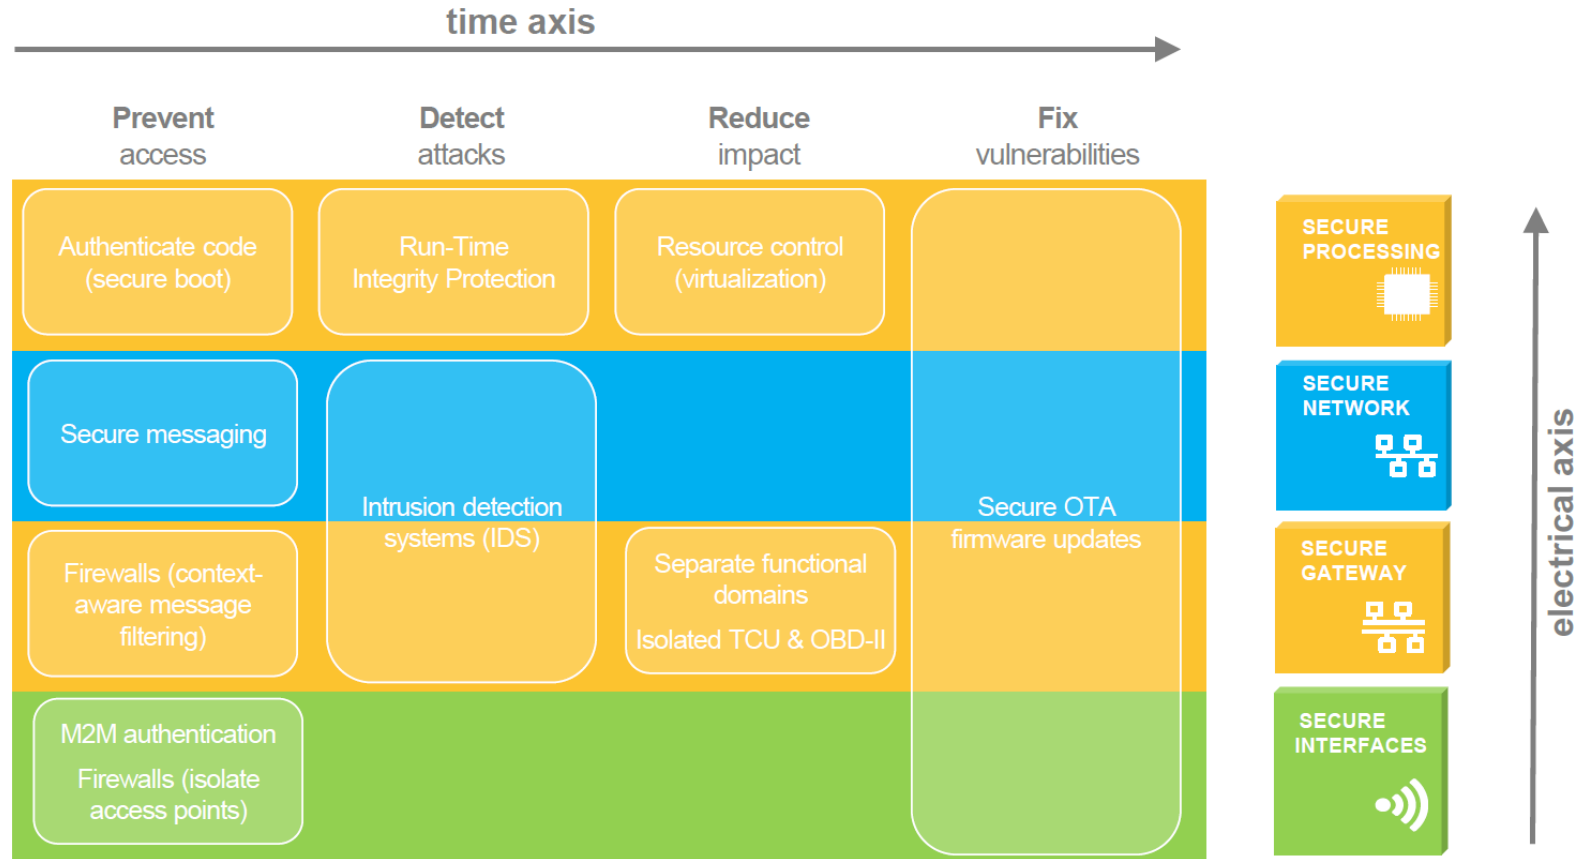 time axis
Prevent
access
Detect
attacks
Reduce
impact
Fix
vulnerabilities
Authenticate code
(secure boot)
Run-Time
Integrity Protection
Resource control
(virtualization)
SECURE
PROCESSING
Secure messaging
Intrusion detection
systems (IDS)
Secure OTA
firmware updates
SECURE
NETWORK
Firewalls (context-
aware message
filtering)
Separate functional
domains
Isolated TCU & OBD-II
SECURE
GATEWAY
M2M authentication
Firewalls (isolate
access points)
SECURE
INTERFACES
electrical axis